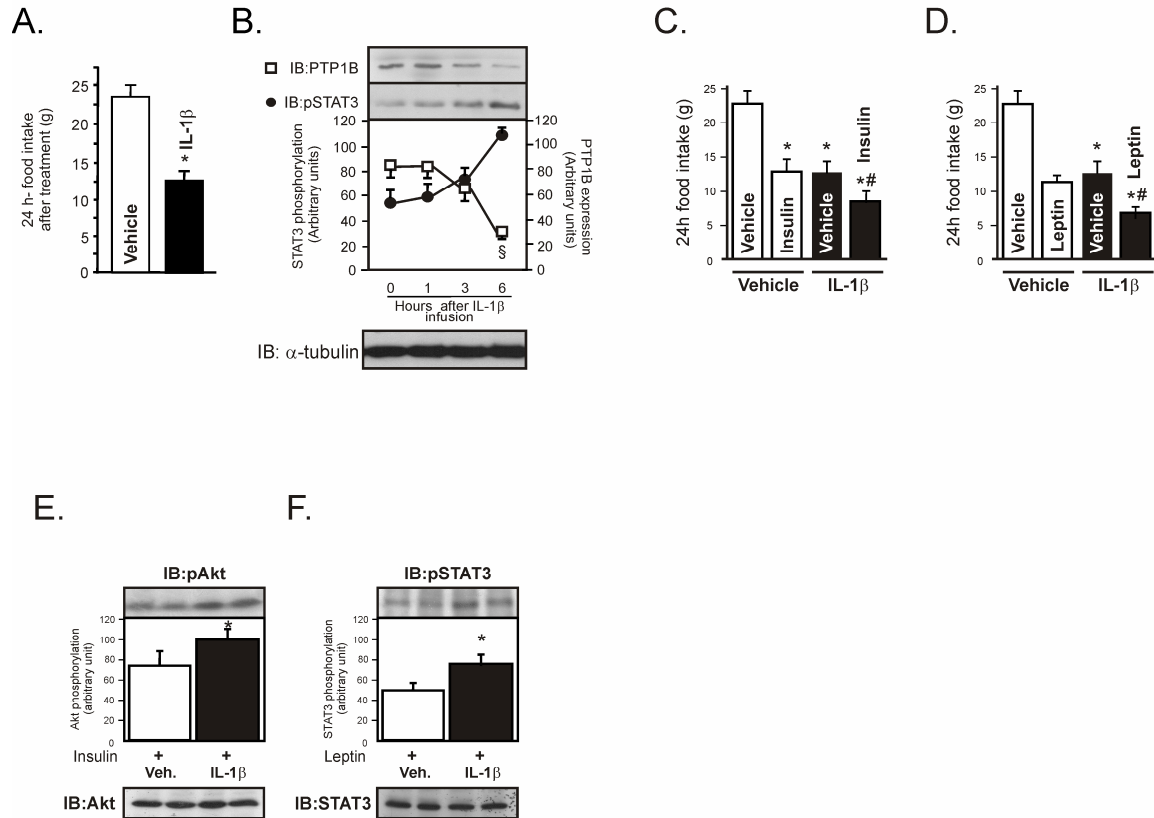 A.
24 h- food intake
after treatment (g)
25
20
15
10
5
0
Vehicle
* IL-1β
B.
IB:PTP1B
IB:pSTAT3
STAT3 phosphorylation
(Arbitrary units)
120
100
80
60
40
20
0
120
100
80
60
40
20
0
PTP1B expression
(Arbitrary units)
§
0 1 3 6
Hours after IL-1β
infusion
IB: α-tubulin
C.
24h food intake (g)
25
20
15
10
5
0
Vehicle
*
Insulin
*
Vehicle
Insulin
*#
Vehicle IL-1β
D.
24h food intake (g)
25
20
15
10
5
0
Vehicle
Leptin
*
Vehicle
Leptin
*#
Vehicle IL-1β
E.
IB:pAkt
Akt phosphorylation
(arbitrary unit)
120
100
80
60
40
20
0
*
Insulin + +
Veh. IL-1β
IB:Akt
F.
IB:pSTAT3
STAT3 phosphorylation
(arbitrary unit)
120
100
80
60
40
20
0
*
Leptin + +
Veh. IL-1β
IB:STAT3